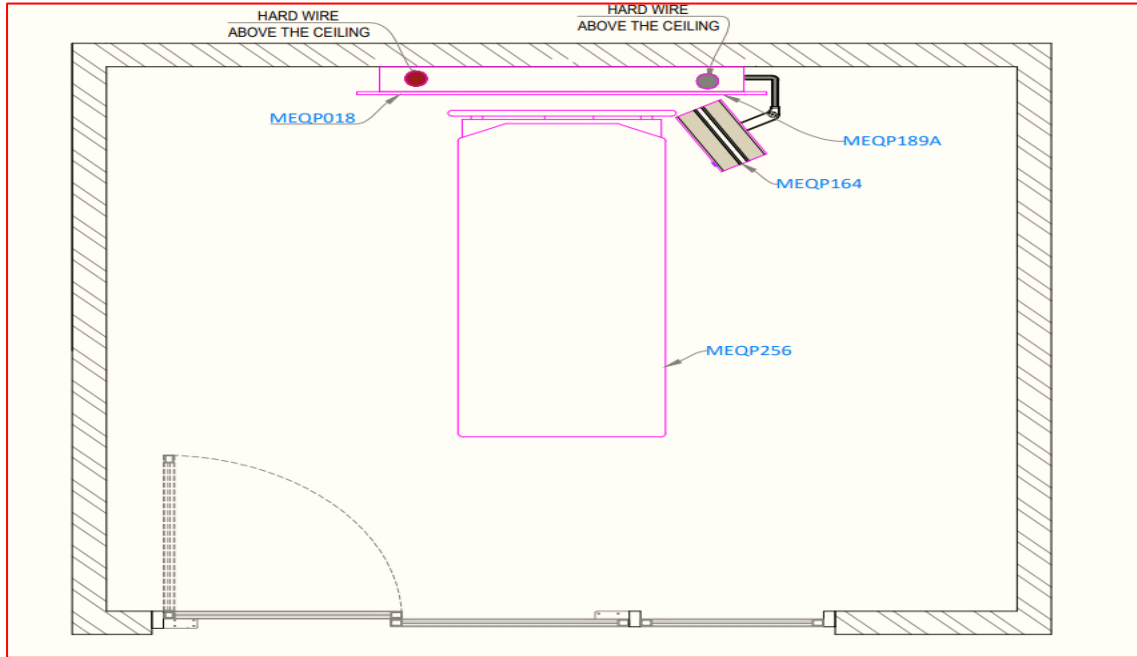 HARD WIRE
ABOVE THE CEILING
HARD WIRE
ABOVE THE CEILING
MEQP018
MEQP189A
MEQP164
MEQP256